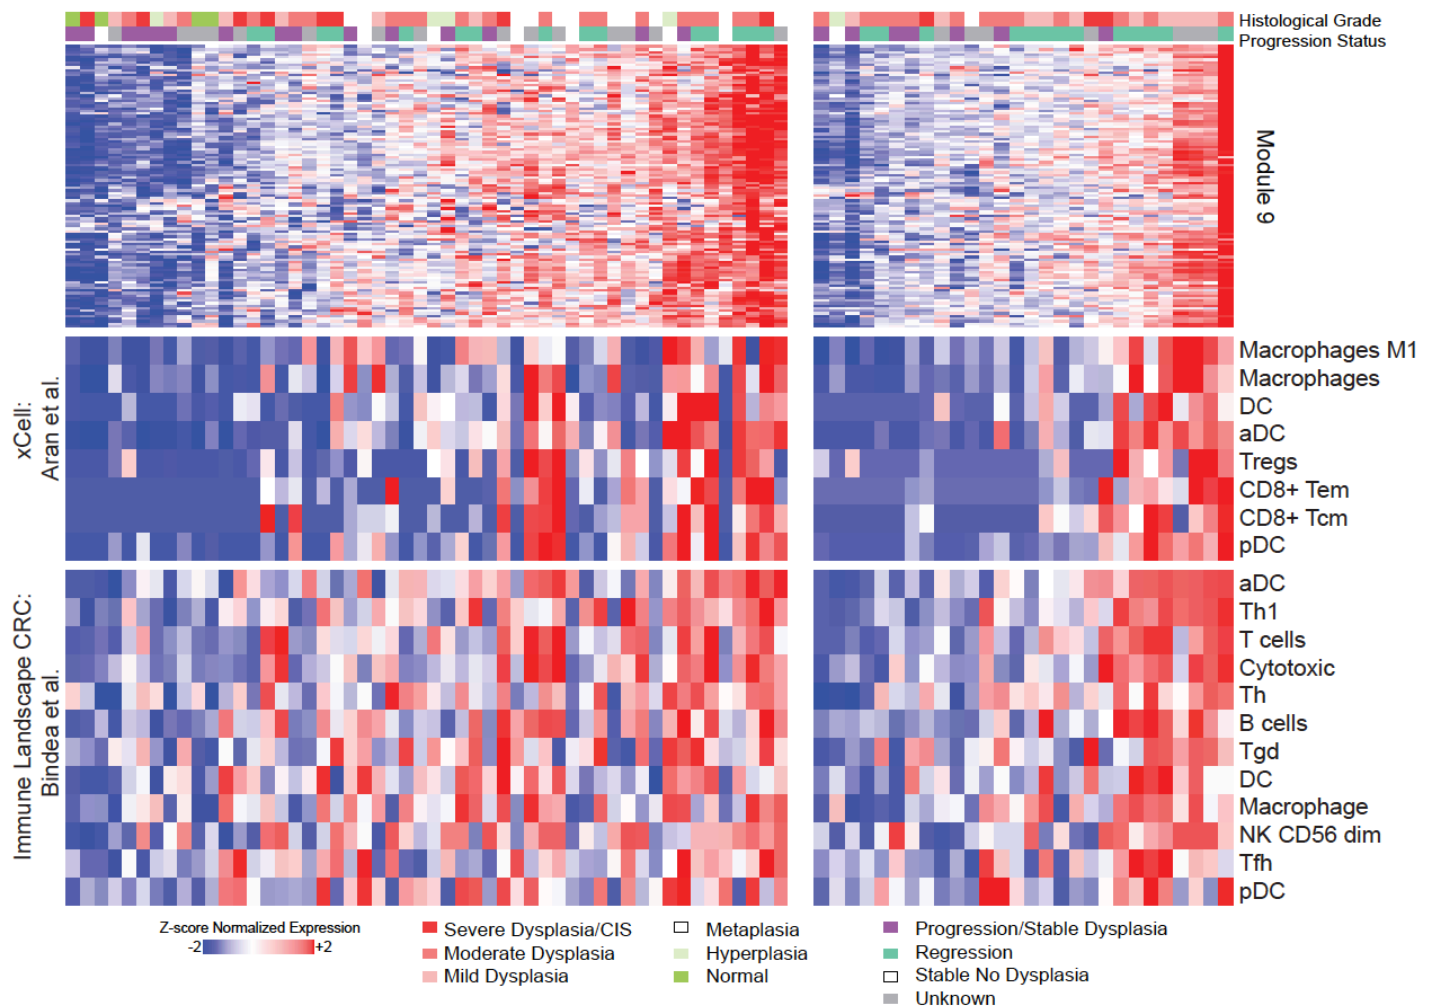 Histological Grade
Progression Status
Module 9
xCell:
Aran et al.
Macrophages M1
Macrophages
DC
aDC
Tregs
CD8+ Tem
CD8+ Tcm
pDC
Immune Landscape CRC:
Bindea et al.
aDC
Th1
T cells
Cytotoxic
Th
B cells
Tgd
DC
Macrophage
NK CD56 dim
Tfh
pDC
Z-score Normalized Expression
-2 +2
Severe Dysplasia/CIS
Moderate Dysplasia
Mild Dysplasia
Metaplasia
Hyperplasia
Normal
Progression/Stable Dysplasia
Regression
Stable No Dysplasia
Unknown